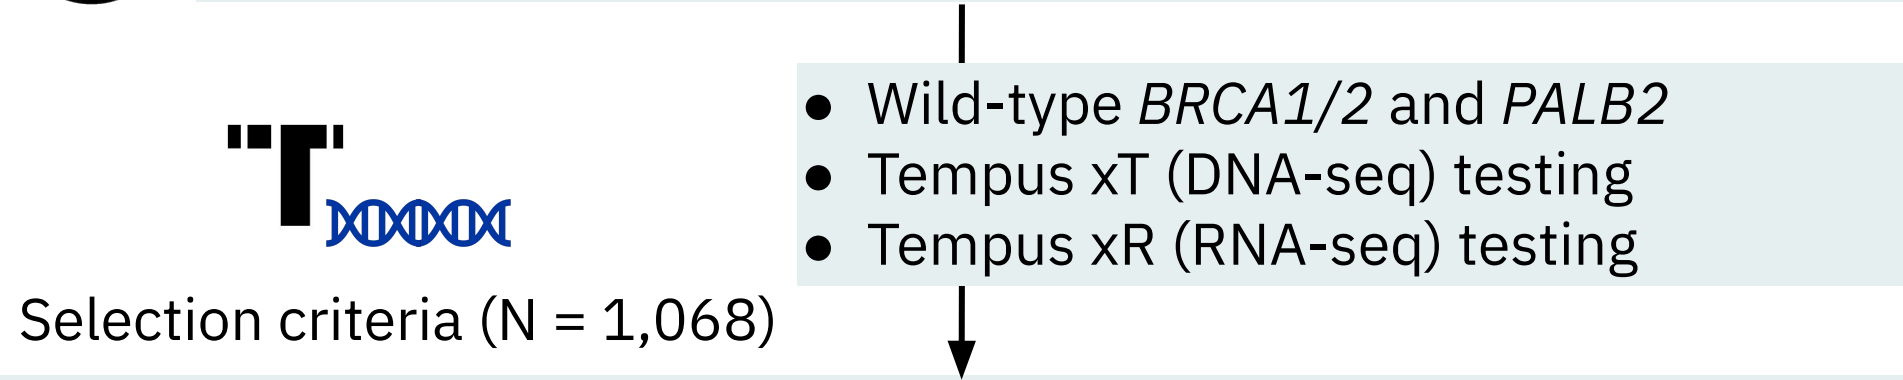 ● Wild-type BRCA1/2 and PALB2
● Tempus xT (DNA-seq) testing
● Tempus xR (RNA-seq) testing
Selection criteria (N = 1,068)